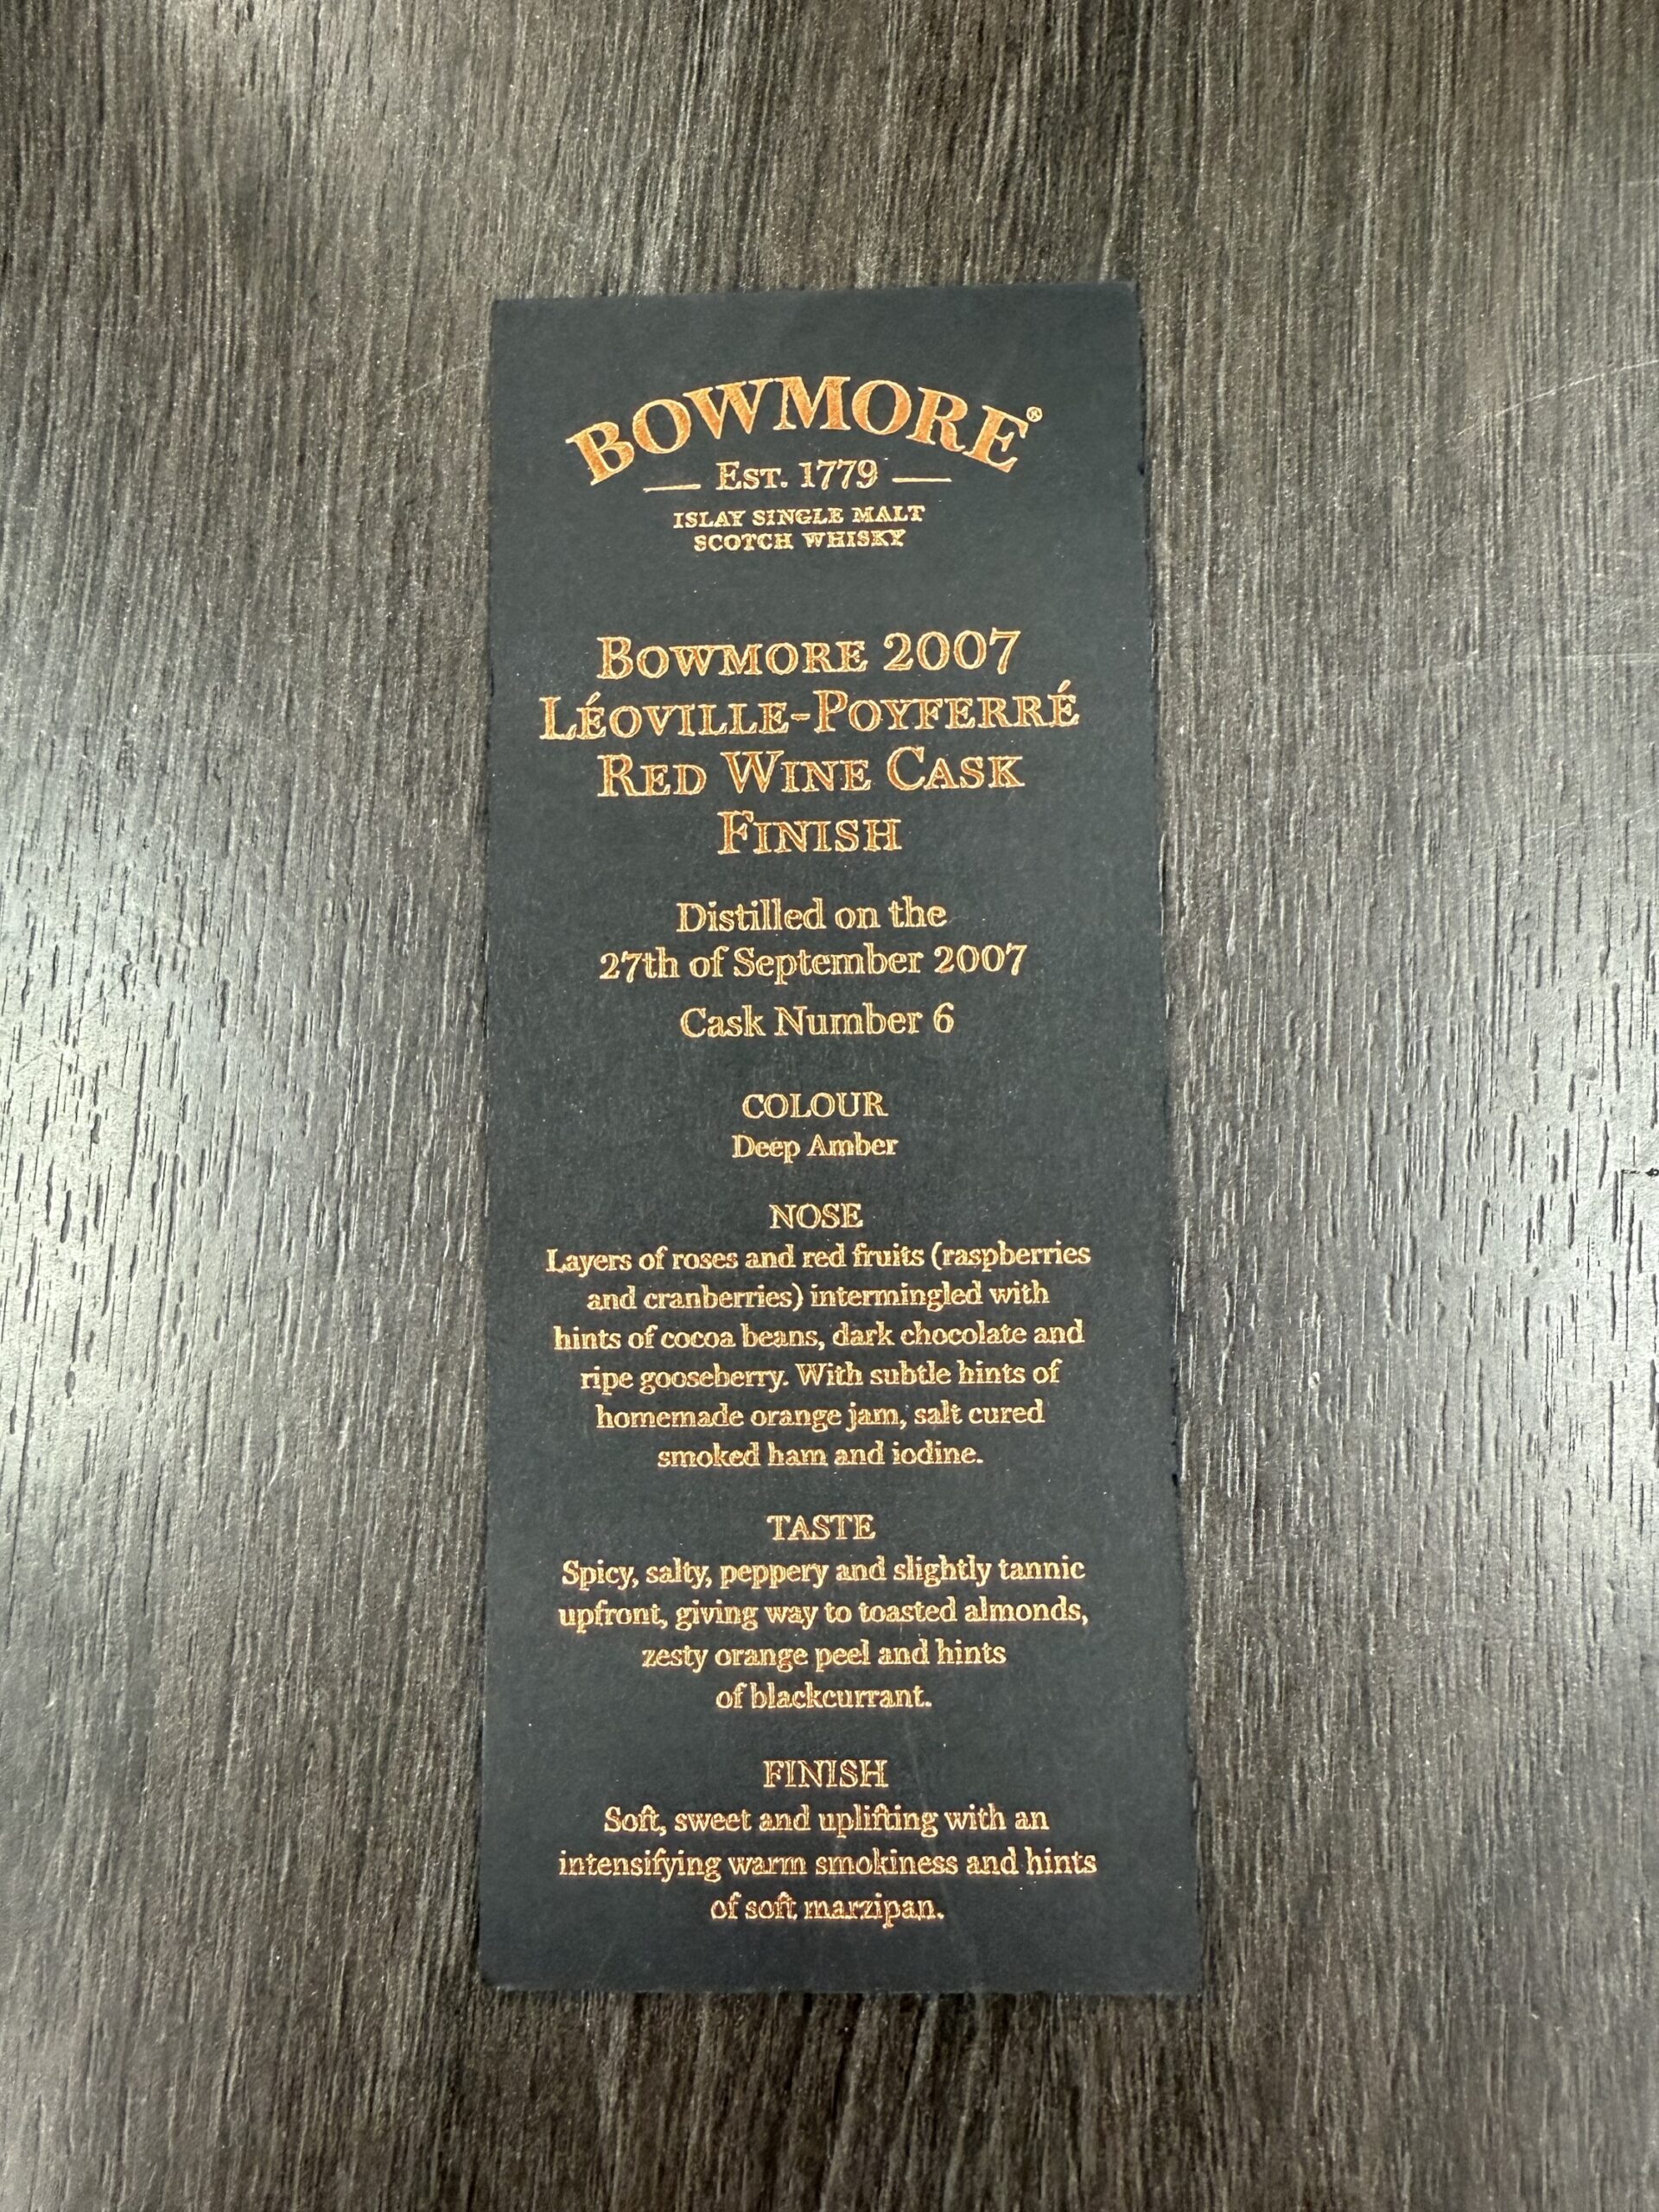 BOWMORE®
EST. 1779
ISLAY SINGLE MALT
SCOTCH WHISKY
BOWMORE 2007
LÉOVILLE-POYFERRÉ
RED WINE CASK
FINISH
Distilled on the
27th of September 2007
Cask Number 6
COLOUR
Deep Amber
NOSE
Layers of roses and red fruits (raspberries
and cranberries) intermingled with
hints of cocoa beans, dark chocolate and
ripe gooseberry. With subtle hints of
homemade orange jam, salt cured
smoked ham and iodine.
TASTE
Spicy, salty, peppery and slightly tannic
upfront, giving way to toasted almonds,
zesty orange peel and hints
of blackcurrant.
FINISH
Soft, sweet and uplifting with an
intensifying warm smokiness and hints
of soft marzipan.